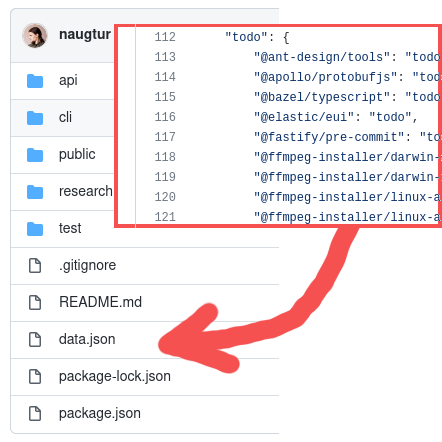 naugtur
api
cli
public
research
test
.gitignore
README.md
data.json
package-lock.json
package.json
112 "todo": {
113 "@ant-design/tools": "todo
114 "@apollo/protobufjs": "tod
115 "@bazel/typescript": "todo
116 "@elastic/eui": "todo",
117 "@fastify/pre-commit": "to
118 "@ffmpeg-installer/darwin-
119 "@ffmpeg-installer/darwin-
120 "@ffmpeg-installer/linux-a
121 "@ffmpeg-installer/linux-a